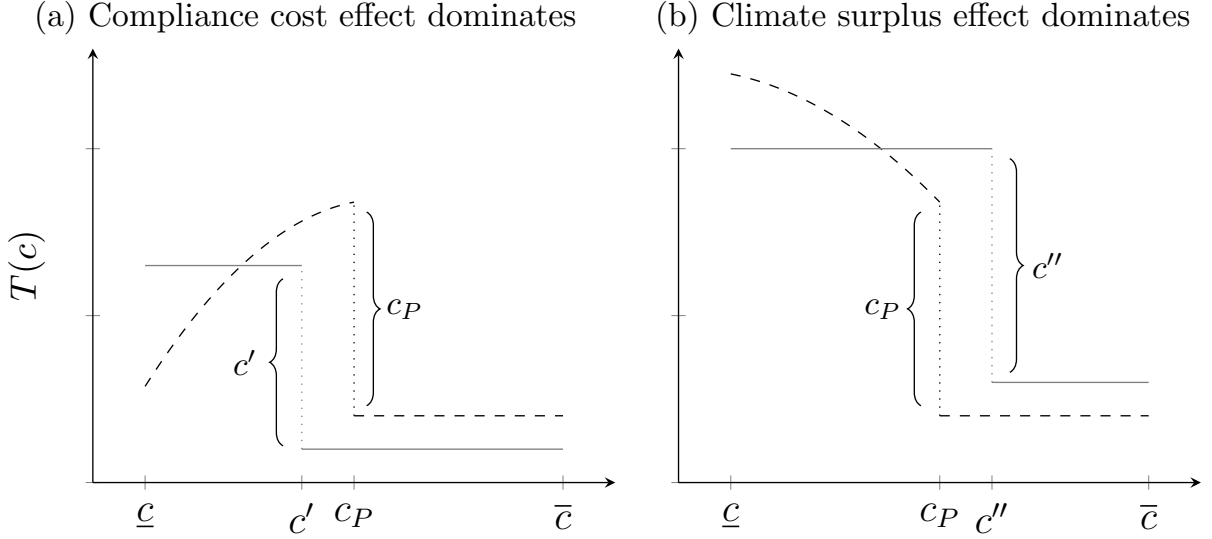 (a) Compliance cost effect dominates
(b) Climate surplus effect dominates
T(c)
c′
c_P
c_P
c″
c̲ c′ c_P c̅
c̲ c_P c″ c̅